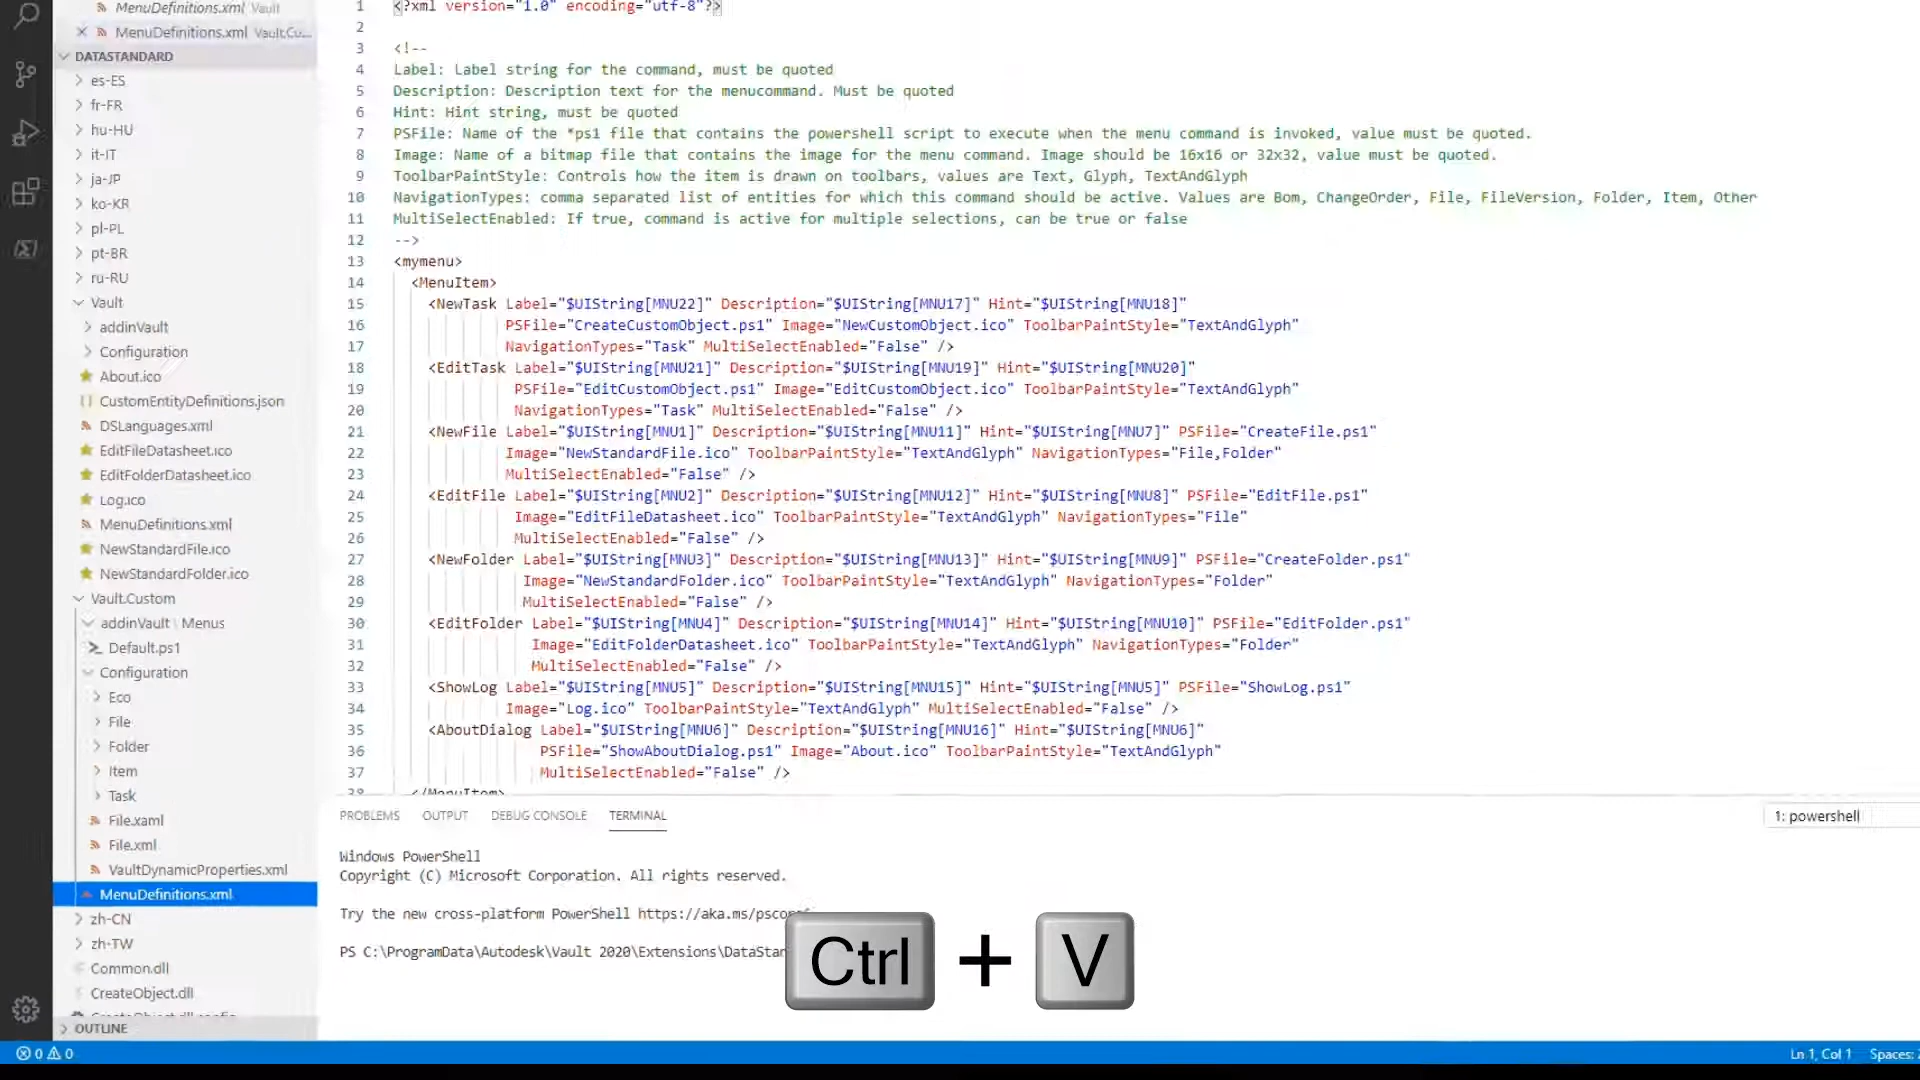 MenuDefinitions.xml Vault
MenuDefinitions.xml Vault.Cu...
DATASTANDARD
es-ES
fr-FR
hu-HU
it-IT
ja-JP
ko-KR
pl-PL
pt-BR
ru-RU
Vault
addinVault
Configuration
About.ico
CustomEntityDefinitions.json
DSLanguages.xml
EditFileDatasheet.ico
EditFolderDatasheet.ico
Log.ico
MenuDefinitions.xml
NewStandardFile.ico
NewStandardFolder.ico
Vault.Custom
addinVault \ Menus
Default.ps1
Configuration
Eco
File
Folder
Item
Task
File.xaml
File.xml
VaultDynamicProperties.xml
MenuDefinitions.xml
zh-CN
zh-TW
Common.dll
CreateObject.dll
CreateObject.dll.config
OUTLINE
1 <?xml version="1.0" encoding="utf-8"?>
2
3 <!--
4 Label: Label string for the command, must be quoted
5 Description: Description text for the menucommand. Must be quoted
6 Hint: Hint string, must be quoted
7 PSFile: Name of the *ps1 file that contains the powershell script to execute when the menu command is invoked, value must be quoted.
8 Image: Name of a bitmap file that contains the image for the menu command. Image should be 16x16 or 32x32, value must be quoted.
9 ToolbarPaintStyle: Controls how the item is drawn on toolbars, values are Text, Glyph, TextAndGlyph
10 NavigationTypes: comma separated list of entities for which this command should be active. Values are Bom, ChangeOrder, File, FileVersion, Folder, Item, Other
11 MultiSelectEnabled: If true, command is active for multiple selections, can be true or false
12 -->
13 <mymenu>
14 <MenuItem>
15 <NewTask Label="$UIString[MNU22]" Description="$UIString[MNU17]" Hint="$UIString[MNU18]"
16 PSFile="CreateCustomObject.ps1" Image="NewCustomObject.ico" ToolbarPaintStyle="TextAndGlyph"
17 NavigationTypes="Task" MultiSelectEnabled="False" />
18 <EditTask Label="$UIString[MNU21]" Description="$UIString[MNU19]" Hint="$UIString[MNU20]"
19 PSFile="EditCustomObject.ps1" Image="EditCustomObject.ico" ToolbarPaintStyle="TextAndGlyph"
20 NavigationTypes="Task" MultiSelectEnabled="False" />
21 <NewFile Label="$UIString[MNU1]" Description="$UIString[MNU11]" Hint="$UIString[MNU7]" PSFile="CreateFile.ps1"
22 Image="NewStandardFile.ico" ToolbarPaintStyle="TextAndGlyph" NavigationTypes="File,Folder"
23 MultiSelectEnabled="False" />
24 <EditFile Label="$UIString[MNU2]" Description="$UIString[MNU12]" Hint="$UIString[MNU8]" PSFile="EditFile.ps1"
25 Image="EditFileDatasheet.ico" ToolbarPaintStyle="TextAndGlyph" NavigationTypes="File"
26 MultiSelectEnabled="False" />
27 <NewFolder Label="$UIString[MNU3]" Description="$UIString[MNU13]" Hint="$UIString[MNU9]" PSFile="CreateFolder.ps1"
28 Image="NewStandardFolder.ico" ToolbarPaintStyle="TextAndGlyph" NavigationTypes="Folder"
29 MultiSelectEnabled="False" />
30 <EditFolder Label="$UIString[MNU4]" Description="$UIString[MNU14]" Hint="$UIString[MNU10]" PSFile="EditFolder.ps1"
31 Image="EditFolderDatasheet.ico" ToolbarPaintStyle="TextAndGlyph" NavigationTypes="Folder"
32 MultiSelectEnabled="False" />
33 <ShowLog Label="$UIString[MNU5]" Description="$UIString[MNU15]" Hint="$UIString[MNU5]" PSFile="ShowLog.ps1"
34 Image="Log.ico" ToolbarPaintStyle="TextAndGlyph" MultiSelectEnabled="False" />
35 <AboutDialog Label="$UIString[MNU6]" Description="$UIString[MNU16]" Hint="$UIString[MNU6]"
36 PSFile="ShowAboutDialog.ps1" Image="About.ico" ToolbarPaintStyle="TextAndGlyph"
37 MultiSelectEnabled="False" />
38 </MenuItem>
PROBLEMS OUTPUT DEBUG CONSOLE TERMINAL 1: powershell
Windows PowerShell
Copyright (C) Microsoft Corporation. All rights reserved.
Try the new cross-platform PowerShell https://aka.ms/pscor
PS C:\ProgramData\Autodesk\Vault 2020\Extensions\DataStan
Ctrl + V
0 0 Ln 1, Col 1 Spaces: